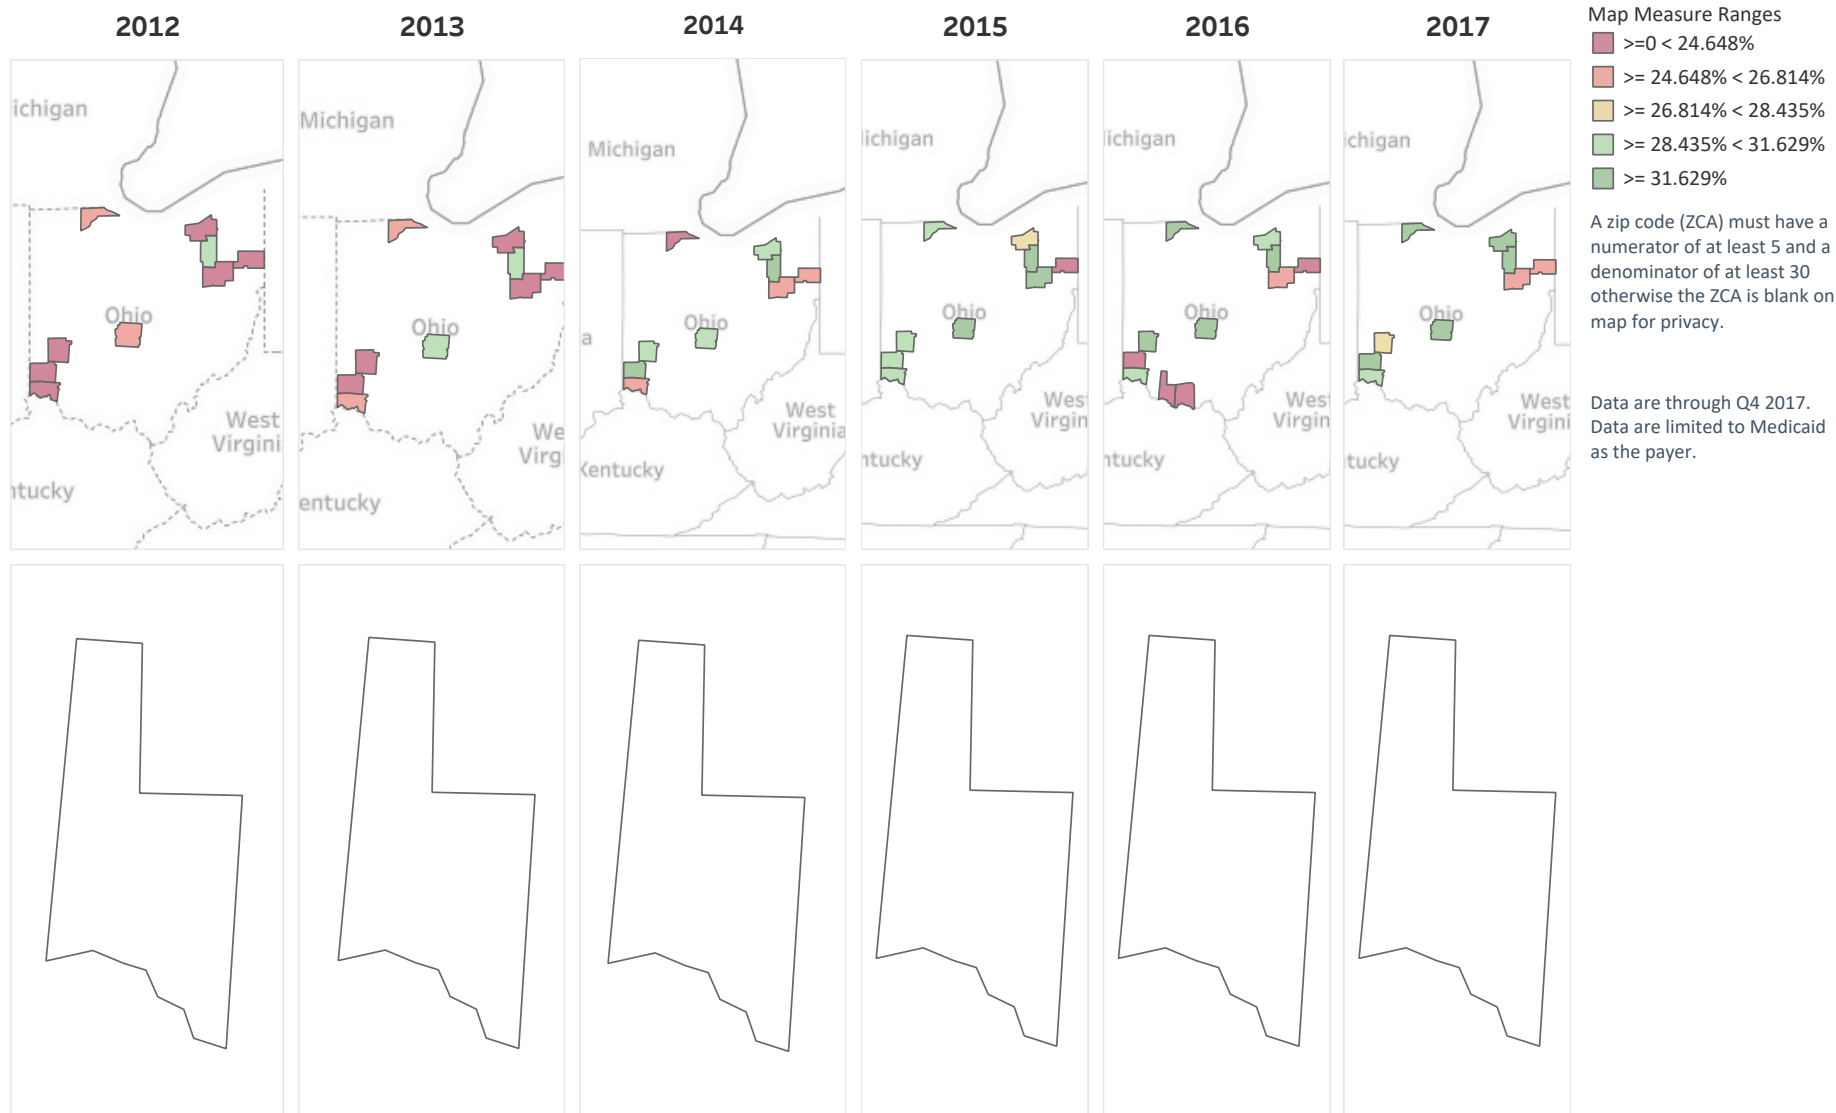 2012
2013
2014
2015
2016
2017
Map Measure Ranges
>=0 < 24.648%
>= 24.648% < 26.814%
>= 26.814% < 28.435%
>= 28.435% < 31.629%
>= 31.629%
A zip code (ZCA) must have a
numerator of at least 5 and a
denominator of at least 30
otherwise the ZCA is blank on
map for privacy.
Data are through Q4 2017.
Data are limited to Medicaid
as the payer.
ichigan
Ohio
West
Virgini
ntucky
Michigan
Ohio
We
Virg
entucky
Michigan
Ohio
a
West
Virginia
Kentucky
lichigan
Ohio
West
Virgin
ntucky
lichigan
Ohio
West
Virgin
ntucky
ichigan
Ohio
West
Virgini
tucky